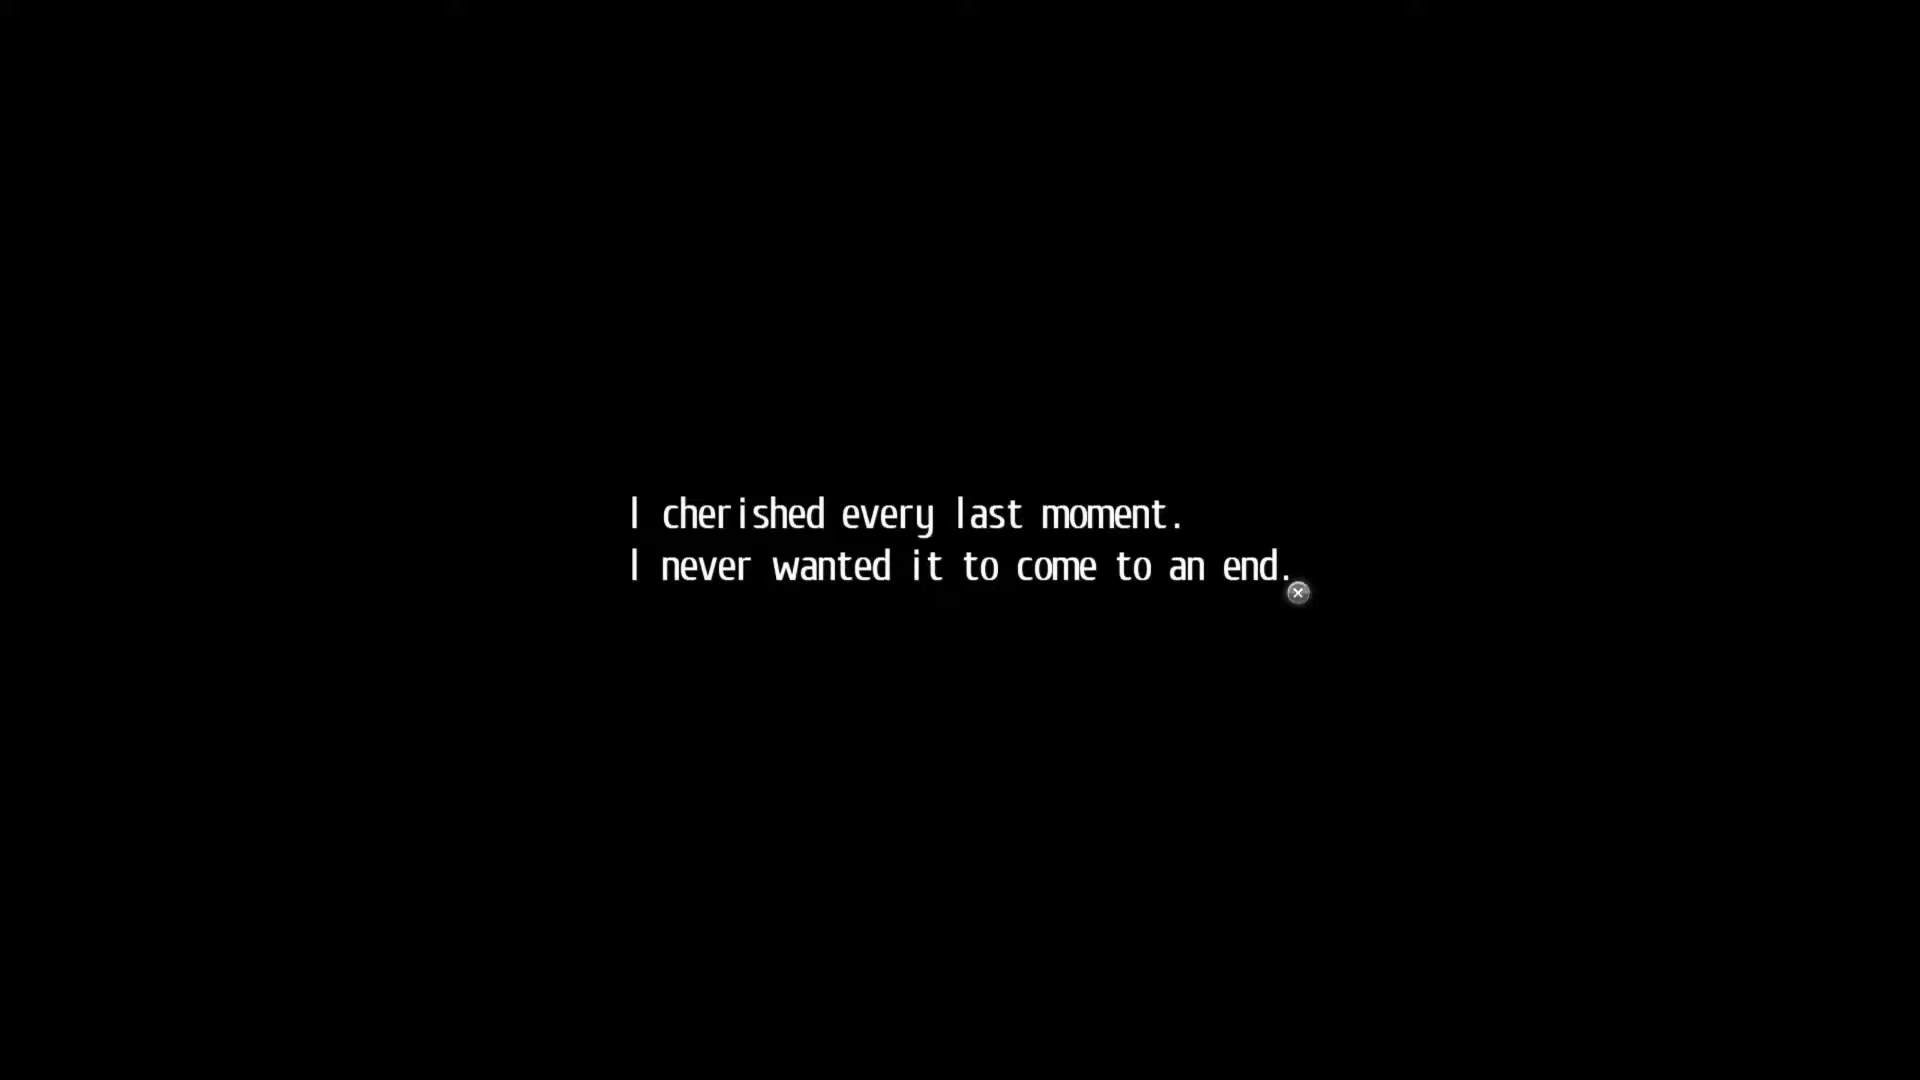 I cherished every last moment.
I never wanted it to come to an end.